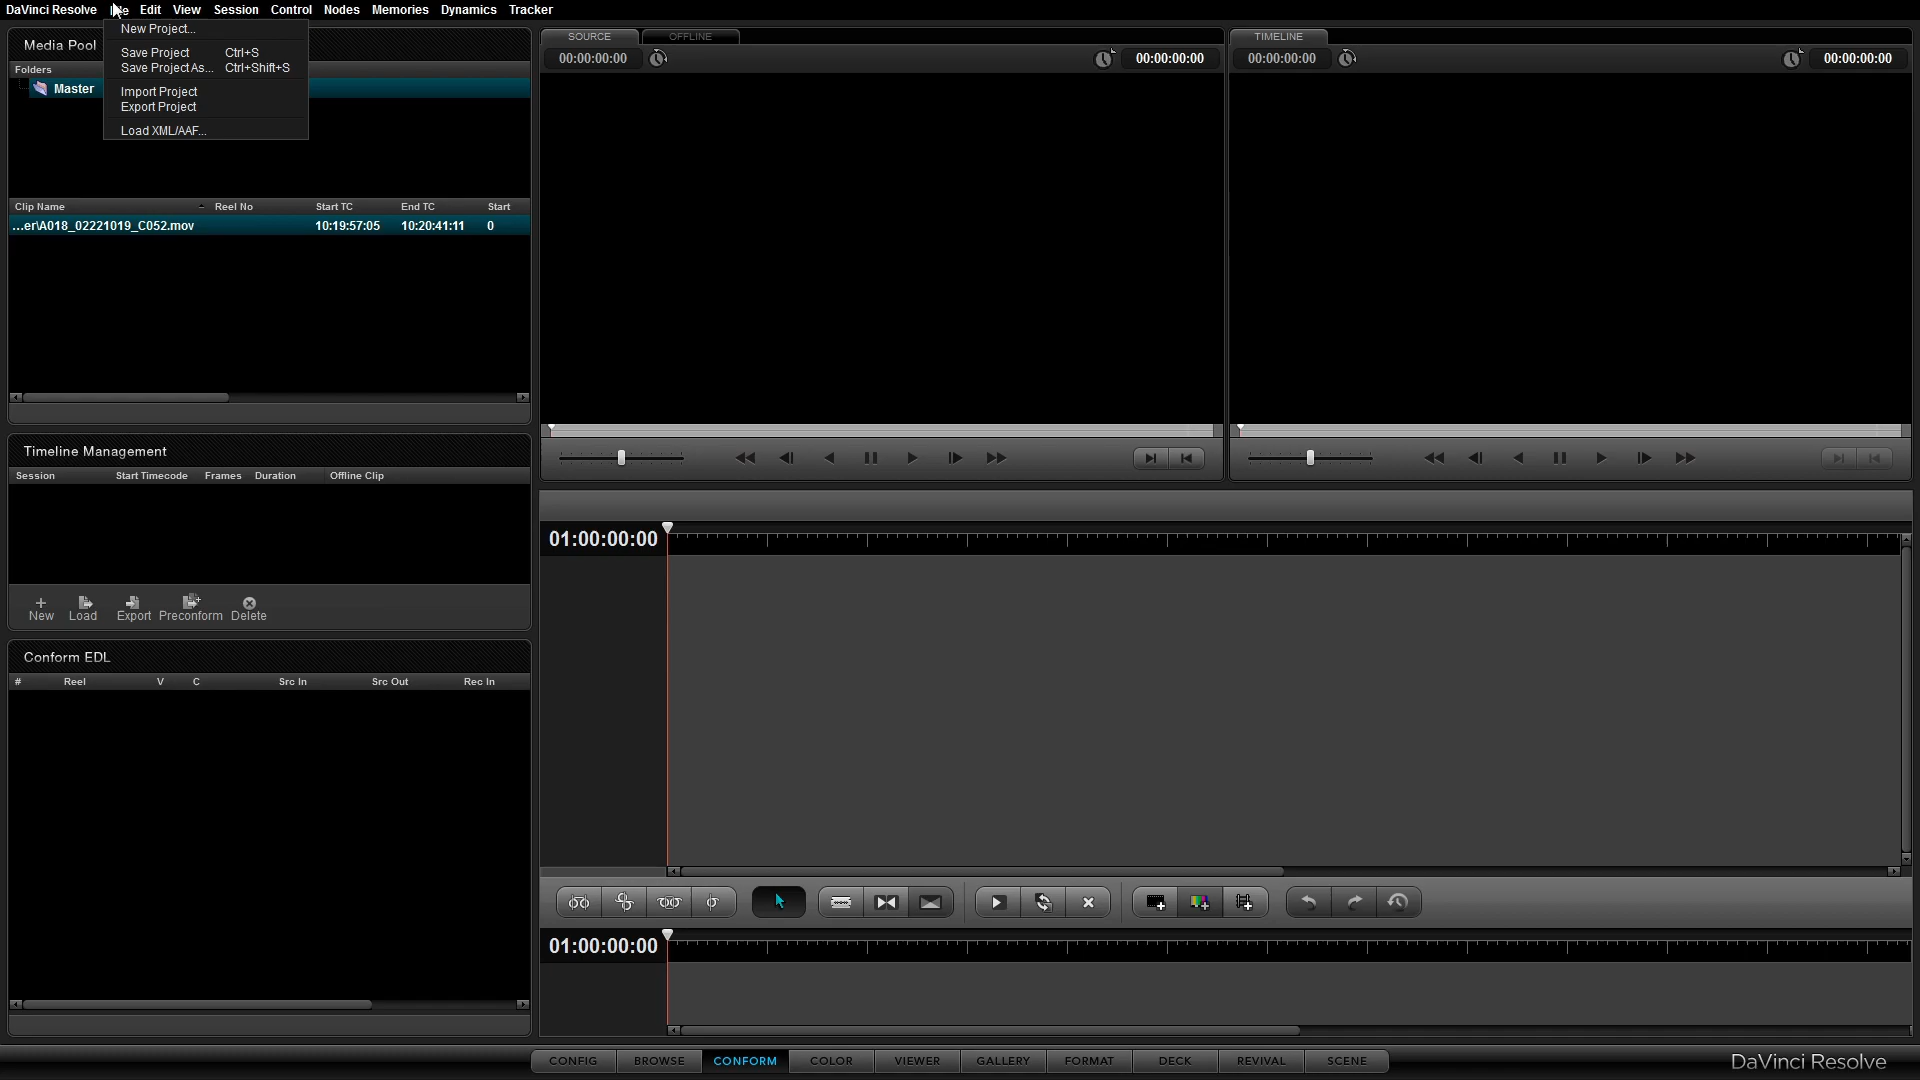 DaVinci Resolve Edit View Session Control Nodes Memories Dynamics Tracker
New Project...
Save Project Ctrl+S
Save Project As... Ctrl+Shift+S
Import Project
Export Project
Load XML/AAF...
Media Pool
Folders
Master
Clip Name Reel No Start TC End TC Start
...er\A018_02221019_C052.mov 10:19:57:05 10:20:41:11 0
SOURCE OFFLINE
00:00:00:00 00:00:00:00
TIMELINE
00:00:00:00 00:00:00:00
Timeline Management
Session Start Timecode Frames Duration Offline Clip
New Load Export Preconform Delete
Conform EDL
# Reel V C Src In Src Out Rec In
01:00:00:00
01:00:00:00
CONFIG BROWSE CONFORM COLOR VIEWER GALLERY FORMAT DECK REVIVAL SCENE
DaVinci Resolve